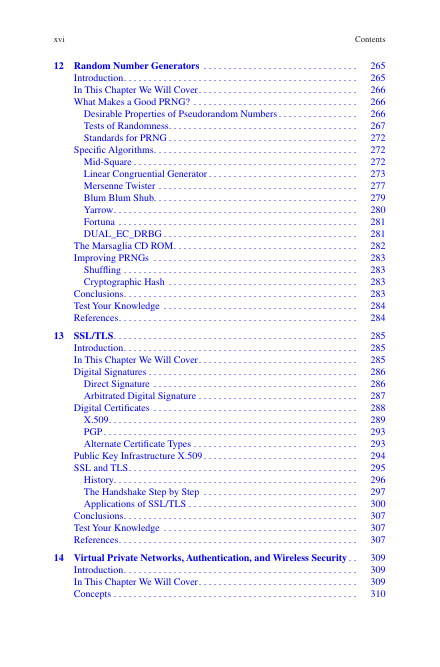 xvi Contents
12 Random Number Generators . . . . . . . . . . . . . . . . . . . . . . . . . . . . . 265
Introduction. . . . . . . . . . . . . . . . . . . . . . . . . . . . . . . . . . . . . . . . . . . 265
In This Chapter We Will Cover. . . . . . . . . . . . . . . . . . . . . . . . . . . . . 266
What Makes a Good PRNG? . . . . . . . . . . . . . . . . . . . . . . . . . . . . . . 266
Desirable Properties of Pseudorandom Numbers . . . . . . . . . . . . . . 266
Tests of Randomness. . . . . . . . . . . . . . . . . . . . . . . . . . . . . . . . . . . 267
Standards for PRNG . . . . . . . . . . . . . . . . . . . . . . . . . . . . . . . . . . . 272
Specific Algorithms. . . . . . . . . . . . . . . . . . . . . . . . . . . . . . . . . . . . . 272
Mid-Square . . . . . . . . . . . . . . . . . . . . . . . . . . . . . . . . . . . . . . . . . 272
Linear Congruential Generator . . . . . . . . . . . . . . . . . . . . . . . . . . . 273
Mersenne Twister . . . . . . . . . . . . . . . . . . . . . . . . . . . . . . . . . . . . 277
Blum Blum Shub. . . . . . . . . . . . . . . . . . . . . . . . . . . . . . . . . . . . . 279
Yarrow. . . . . . . . . . . . . . . . . . . . . . . . . . . . . . . . . . . . . . . . . . . . . 280
Fortuna . . . . . . . . . . . . . . . . . . . . . . . . . . . . . . . . . . . . . . . . . . . . 281
DUAL_EC_DRBG . . . . . . . . . . . . . . . . . . . . . . . . . . . . . . . . . . . 281
The Marsaglia CD ROM. . . . . . . . . . . . . . . . . . . . . . . . . . . . . . . . . 282
Improving PRNGs . . . . . . . . . . . . . . . . . . . . . . . . . . . . . . . . . . . . . 283
Shuffling . . . . . . . . . . . . . . . . . . . . . . . . . . . . . . . . . . . . . . . . . . . 283
Cryptographic Hash . . . . . . . . . . . . . . . . . . . . . . . . . . . . . . . . . . . 283
Conclusions. . . . . . . . . . . . . . . . . . . . . . . . . . . . . . . . . . . . . . . . . . . 283
Test Your Knowledge . . . . . . . . . . . . . . . . . . . . . . . . . . . . . . . . . . . 284
References. . . . . . . . . . . . . . . . . . . . . . . . . . . . . . . . . . . . . . . . . . . . 284
13 SSL/TLS. . . . . . . . . . . . . . . . . . . . . . . . . . . . . . . . . . . . . . . . . . . . . 285
Introduction. . . . . . . . . . . . . . . . . . . . . . . . . . . . . . . . . . . . . . . . . . . 285
In This Chapter We Will Cover. . . . . . . . . . . . . . . . . . . . . . . . . . . . . 285
Digital Signatures . . . . . . . . . . . . . . . . . . . . . . . . . . . . . . . . . . . . . . 286
Direct Signature . . . . . . . . . . . . . . . . . . . . . . . . . . . . . . . . . . . . . . 286
Arbitrated Digital Signature . . . . . . . . . . . . . . . . . . . . . . . . . . . . . 287
Digital Certificates . . . . . . . . . . . . . . . . . . . . . . . . . . . . . . . . . . . . . 288
X.509. . . . . . . . . . . . . . . . . . . . . . . . . . . . . . . . . . . . . . . . . . . . . . 289
PGP . . . . . . . . . . . . . . . . . . . . . . . . . . . . . . . . . . . . . . . . . . . . . . . 293
Alternate Certificate Types . . . . . . . . . . . . . . . . . . . . . . . . . . . . . . 293
Public Key Infrastructure X.509 . . . . . . . . . . . . . . . . . . . . . . . . . . . . 294
SSL and TLS. . . . . . . . . . . . . . . . . . . . . . . . . . . . . . . . . . . . . . . . . . 295
History. . . . . . . . . . . . . . . . . . . . . . . . . . . . . . . . . . . . . . . . . . . . . 296
The Handshake Step by Step . . . . . . . . . . . . . . . . . . . . . . . . . . . . 297
Applications of SSL/TLS . . . . . . . . . . . . . . . . . . . . . . . . . . . . . . . 300
Conclusions. . . . . . . . . . . . . . . . . . . . . . . . . . . . . . . . . . . . . . . . . . . 307
Test Your Knowledge . . . . . . . . . . . . . . . . . . . . . . . . . . . . . . . . . . . 307
References. . . . . . . . . . . . . . . . . . . . . . . . . . . . . . . . . . . . . . . . . . . . 307
14 Virtual Private Networks, Authentication, and Wireless Security . . 309
Introduction. . . . . . . . . . . . . . . . . . . . . . . . . . . . . . . . . . . . . . . . . . . 309
In This Chapter We Will Cover. . . . . . . . . . . . . . . . . . . . . . . . . . . . . 309
Concepts . . . . . . . . . . . . . . . . . . . . . . . . . . . . . . . . . . . . . . . . . . . . . 310